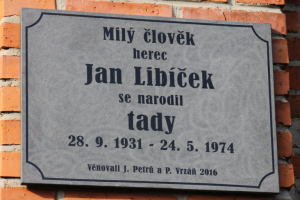 Milý člověk
herec
Jan Libíček
se narodil
tady
28. 9. 1931 - 24. 5. 1974
Věnovali J. Petrů a P. Vrzáň 2016